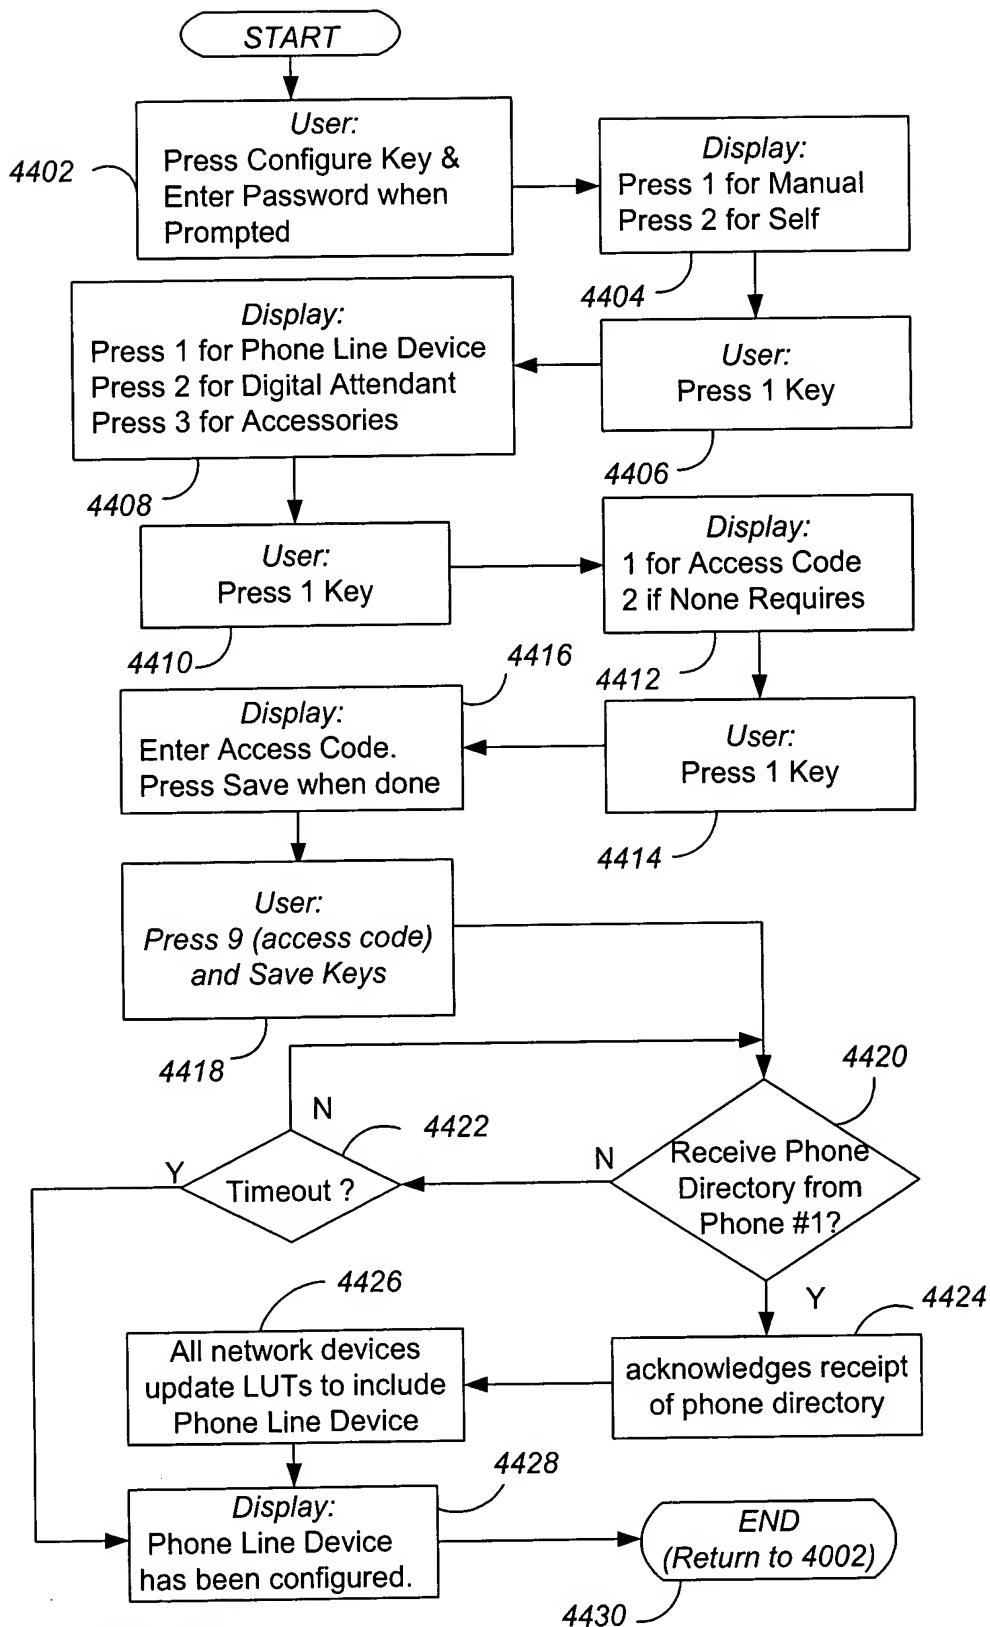 START
User:
Press Configure Key &
Enter Password when
Prompted
4402
Display:
Press 1 for Manual
Press 2 for Self
4404
User:
Press 1 Key
4406
Display:
Press 1 for Phone Line Device
Press 2 for Digital Attendant
Press 3 for Accessories
4408
User:
Press 1 Key
4410
Display:
1 for Access Code
2 if None Requires
4412
User:
Press 1 Key
4414
4416
Display:
Enter Access Code.
Press Save when done
User:
Press 9 (access code)
and Save Keys
4418
4420
Receive Phone
Directory from
Phone #1?
N
Y
4422
Timeout ?
N
Y
4424
acknowledges receipt
of phone directory
4426
All network devices
update LUTs to include
Phone Line Device
4428
Display:
Phone Line Device
has been configured.
END
(Return to 4002)
4430